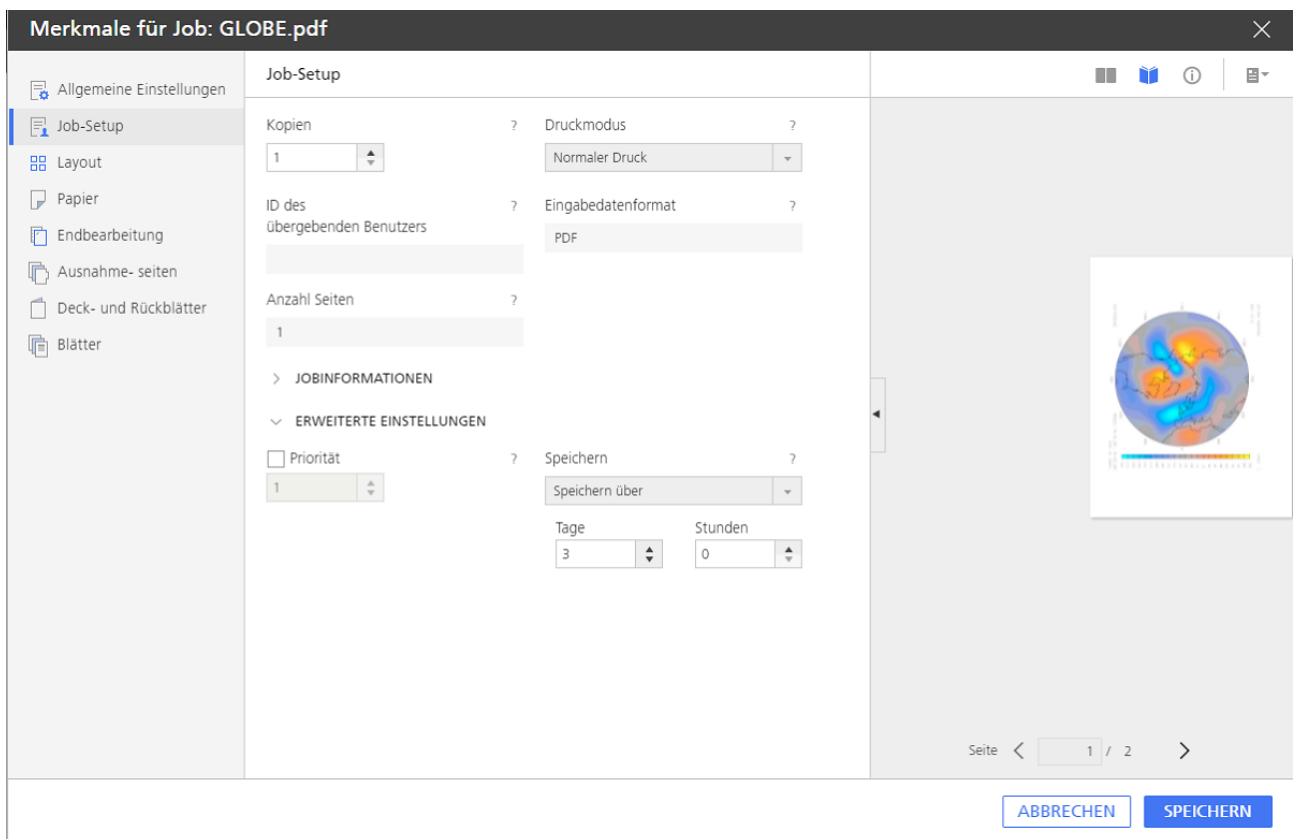 Merkmale für Job: GLOBE.pdf
Allgemeine Einstellungen
Job-Setup
Layout
Papier
Endbearbeitung
Ausnahme- seiten
Deck- und Rückblätter
Blätter
Job-Setup
Kopien ?
1
Druckmodus ?
Normaler Druck
ID des
übergebenden Benutzers ?
Eingabedatenformat ?
PDF
Anzahl Seiten ?
1
JOBINFORMATIONEN
ERWEITERTE EINSTELLUNGEN
Priorität ?
1
Speichern ?
Speichern über
Tage
3
Stunden
0
Seite 1 / 2
ABBRECHEN
SPEICHERN